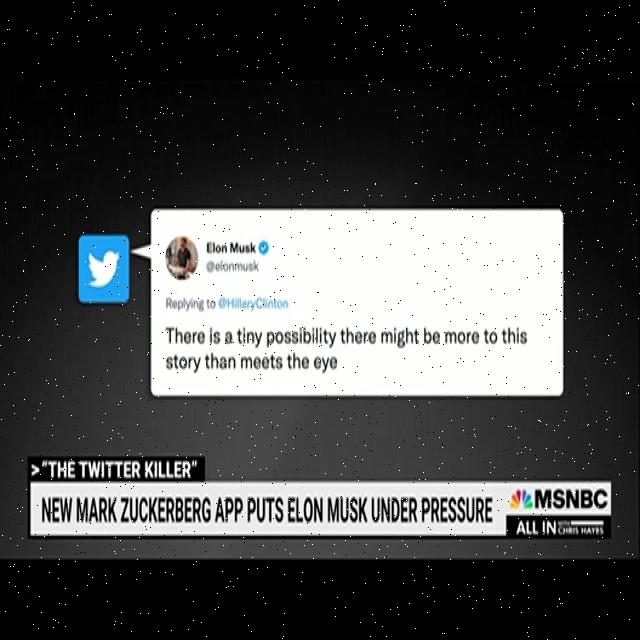 Elon Musk
@elonmusk
Replying to @HillaryClinton
There is a tiny possibility there might be more to this
story than meets the eye
>"THE TWITTER KILLER"
NEW MARK ZUCKERBERG APP PUTS ELON MUSK UNDER PRESSURE
MSNBC
ALL IN WITH CHRIS HAYES